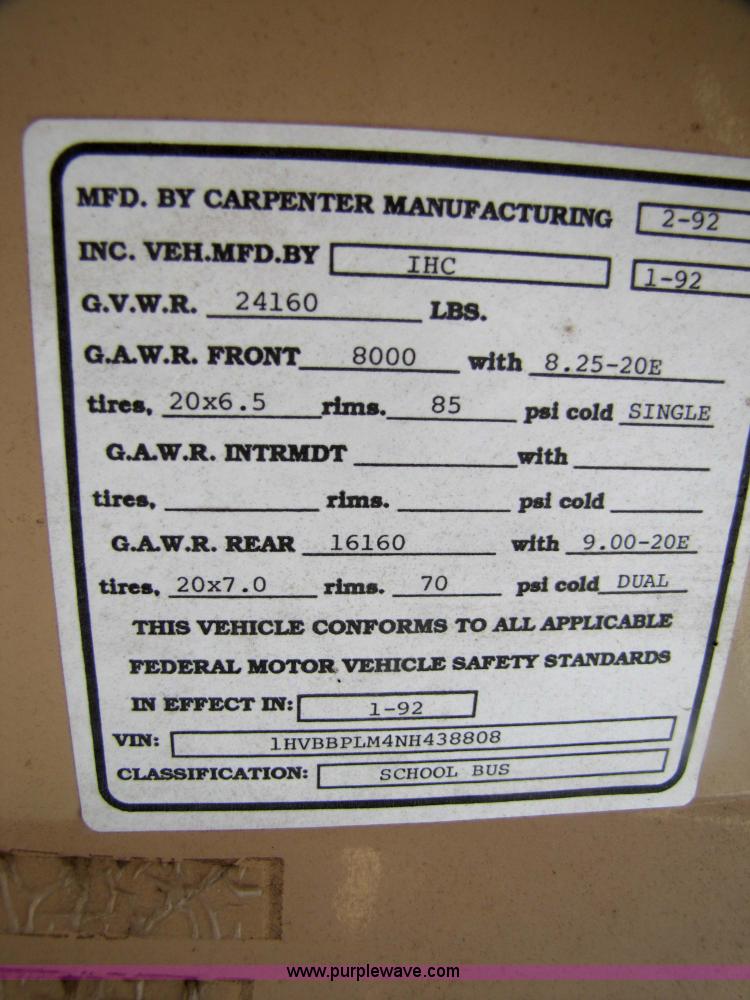 MFD. BY CARPENTER MANUFACTURING 2-92
INC. VEH.MFD.BY IHC 1-92
G.V.W.R. 24160 LBS.
G.A.W.R. FRONT 8000 with 8.25-20E
tires, 20x6.5 rims. 85 psi cold SINGLE
G.A.W.R. INTRMDT with
tires, rims. psi cold
G.A.W.R. REAR 16160 with 9.00-20E
tires, 20x7.0 rims. 70 psi cold DUAL
THIS VEHICLE CONFORMS TO ALL APPLICABLE
FEDERAL MOTOR VEHICLE SAFETY STANDARDS
IN EFFECT IN: 1-92
VIN: 1HVBBPLM4NH438808
CLASSIFICATION: SCHOOL BUS
www.purplewave.com